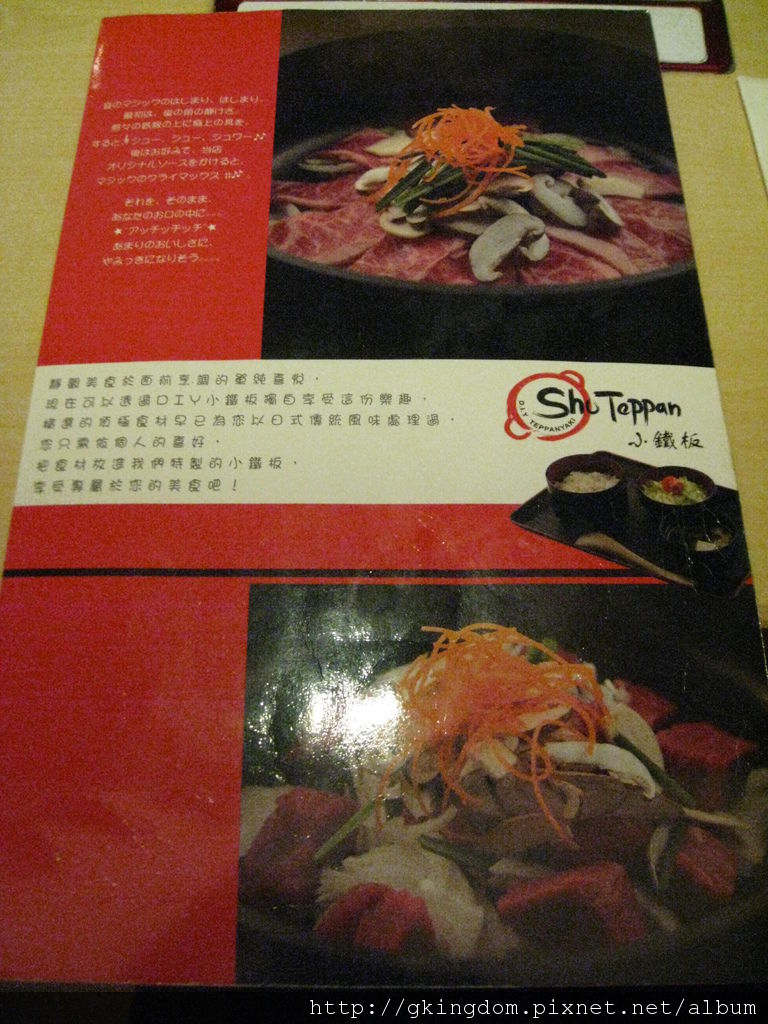 食のマジックのはじまり、はじまり。
最初は、嵐の前の静けさ。
熱々の鉄板の上に極上の具を、
すると♪ジュー ジュー ジュワー♪♪
後はお好みで、当店
オリジナルソースをかけると、
マジックのクライマックス #♪
それを、そのまま、
あなたのお口の中に....
★ アッチッチッチ ★
あまりのおいしさに、
やみつきになりそう.....
靜觀美食於面前烹調的單純喜悅，
現在可以透過DIY小鐵板獨自享受這份樂趣，
精選的極食材早已為您以日式傳統風味處理過，
您只需依個人的喜好，
把食材放進我們特製的小鐵板，
享受專屬於您的美食吧！
Shu Teppan
D.I.Y TEPPANYAKI
小鐵板
http://gkingdom.pixnet.net/album